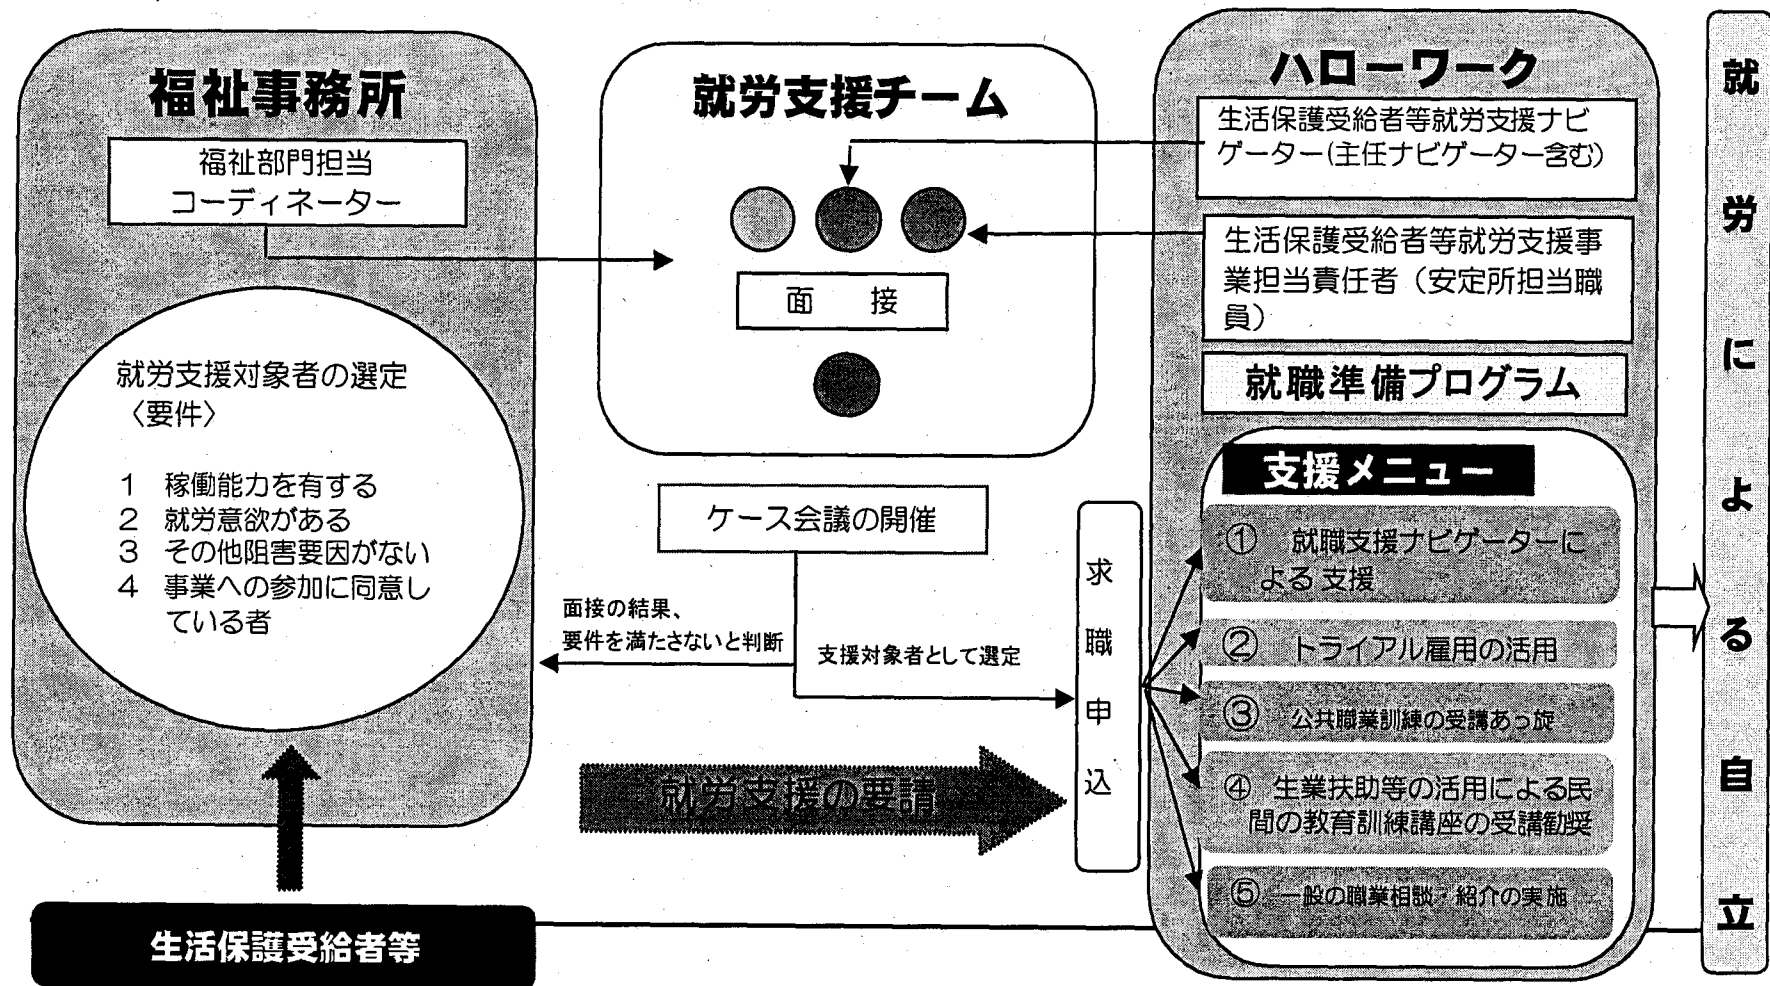 福祉事務所
福祉部門担当
コーディネーター
就労支援対象者の選定
〈要件〉
1 稼働能力を有する
2 就労意欲がある
3 その他阻害要因がない
4 事業への参加に同意し
ている者
生活保護受給者等
就労支援チーム
面 接
ケース会議の開催
面接の結果、
要件を満たさないと判断
支援対象者として選定
就労支援の要請
求職申込
ハローワーク
生活保護受給者等就労支援ナビ
ゲーター(主任ナビゲーター含む)
生活保護受給者等就労支援事
業担当責任者（安定所担当職
員）
就職準備プログラム
支援メニュー
① 就職支援ナビゲーターに
よる 支援
② トライアル雇用の活用
③ 公共職業訓練の受講あっ旋
④ 生業扶助等の活用による民
間の教育訓練講座の受講勧奨
⑤ 一般の職業相談・紹介の実施
就労による自立